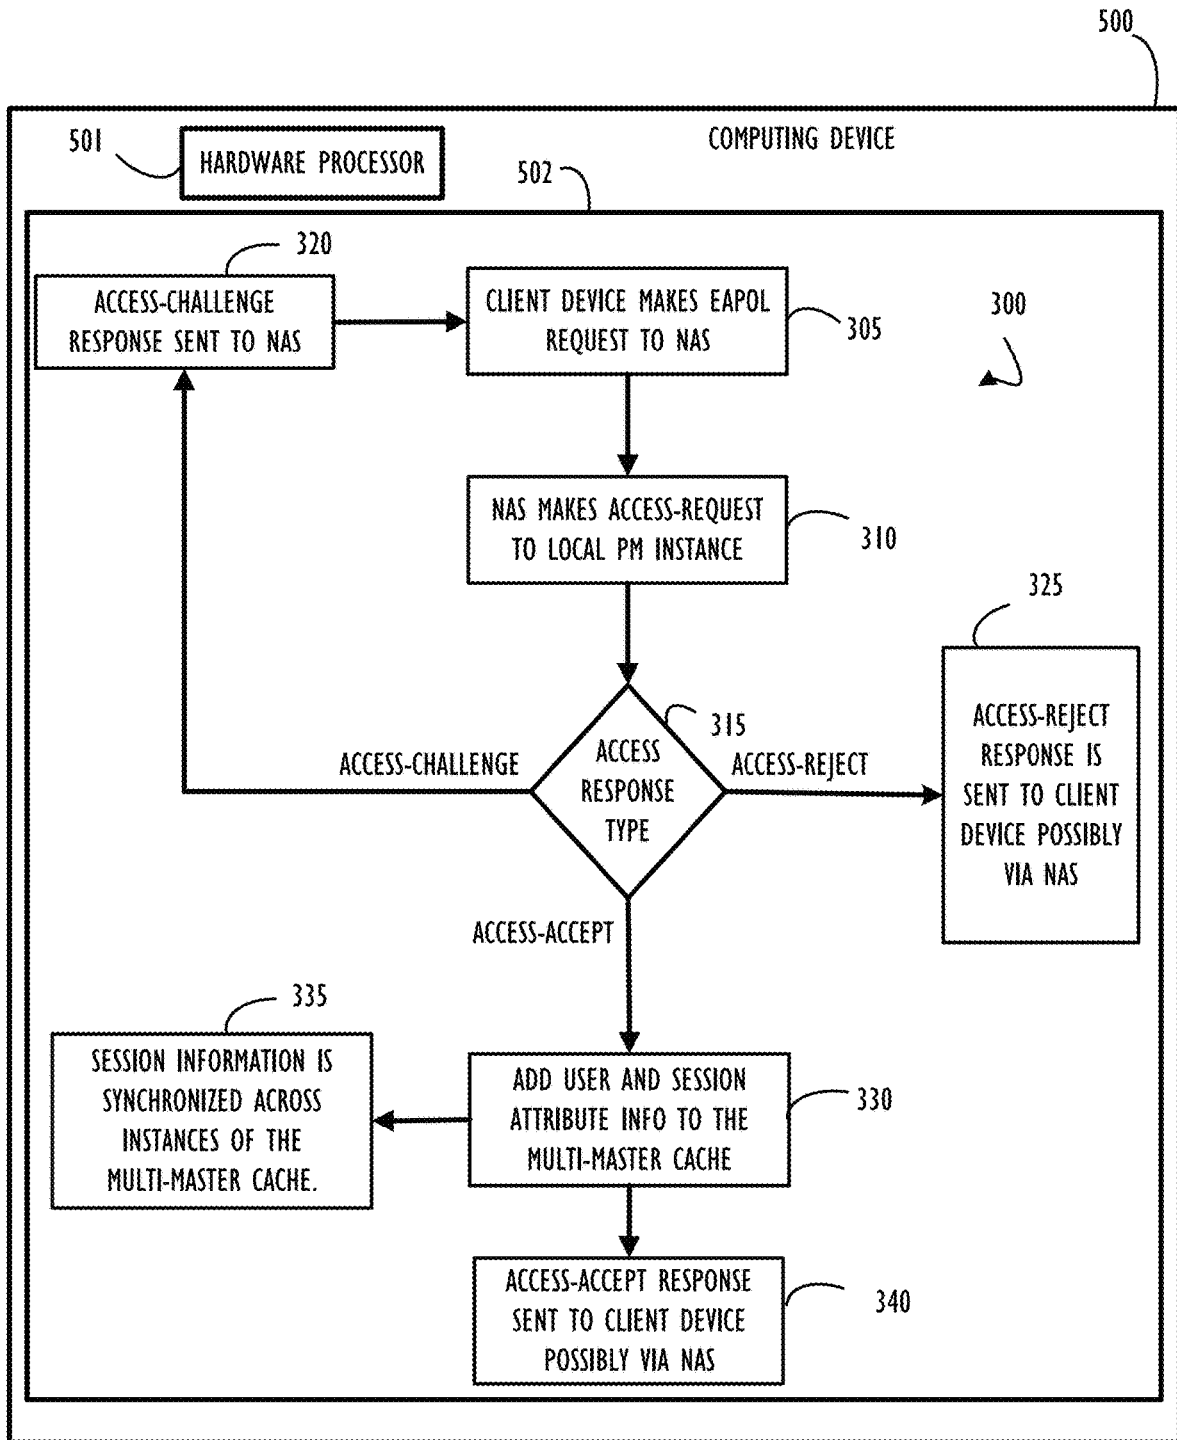 500
501
HARDWARE PROCESSOR
COMPUTING DEVICE
502
320
ACCESS-CHALLENGE
RESPONSE SENT TO NAS
CLIENT DEVICE MAKES EAPOL
REQUEST TO NAS
305
300
NAS MAKES ACCESS-REQUEST
TO LOCAL PM INSTANCE
310
325
ACCESS-REJECT
RESPONSE IS
SENT TO CLIENT
DEVICE POSSIBLY
VIA NAS
315
ACCESS-CHALLENGE
ACCESS
RESPONSE
TYPE
ACCESS-REJECT
ACCESS-ACCEPT
335
SESSION INFORMATION IS
SYNCHRONIZED ACROSS
INSTANCES OF THE
MULTI-MASTER CACHE.
ADD USER AND SESSION
ATTRIBUTE INFO TO THE
MULTI-MASTER CACHE
330
ACCESS-ACCEPT RESPONSE
SENT TO CLIENT DEVICE
POSSIBLY VIA NAS
340